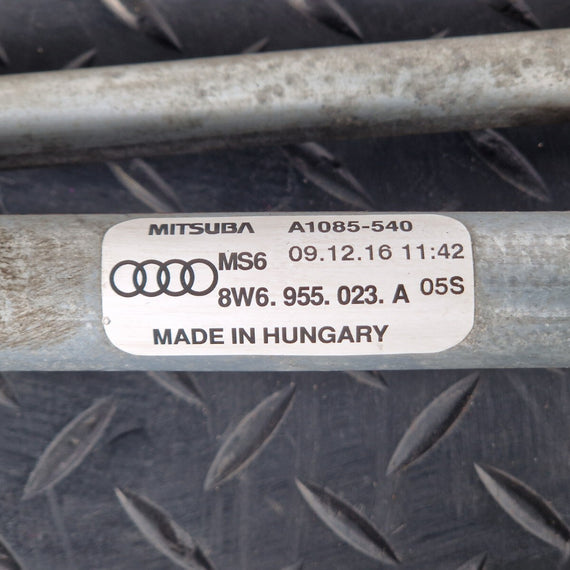 MITSUBA A1085-540
MS6 09.12.16 11:42
8W6. 955. 023. A 05S
MADE IN HUNGARY